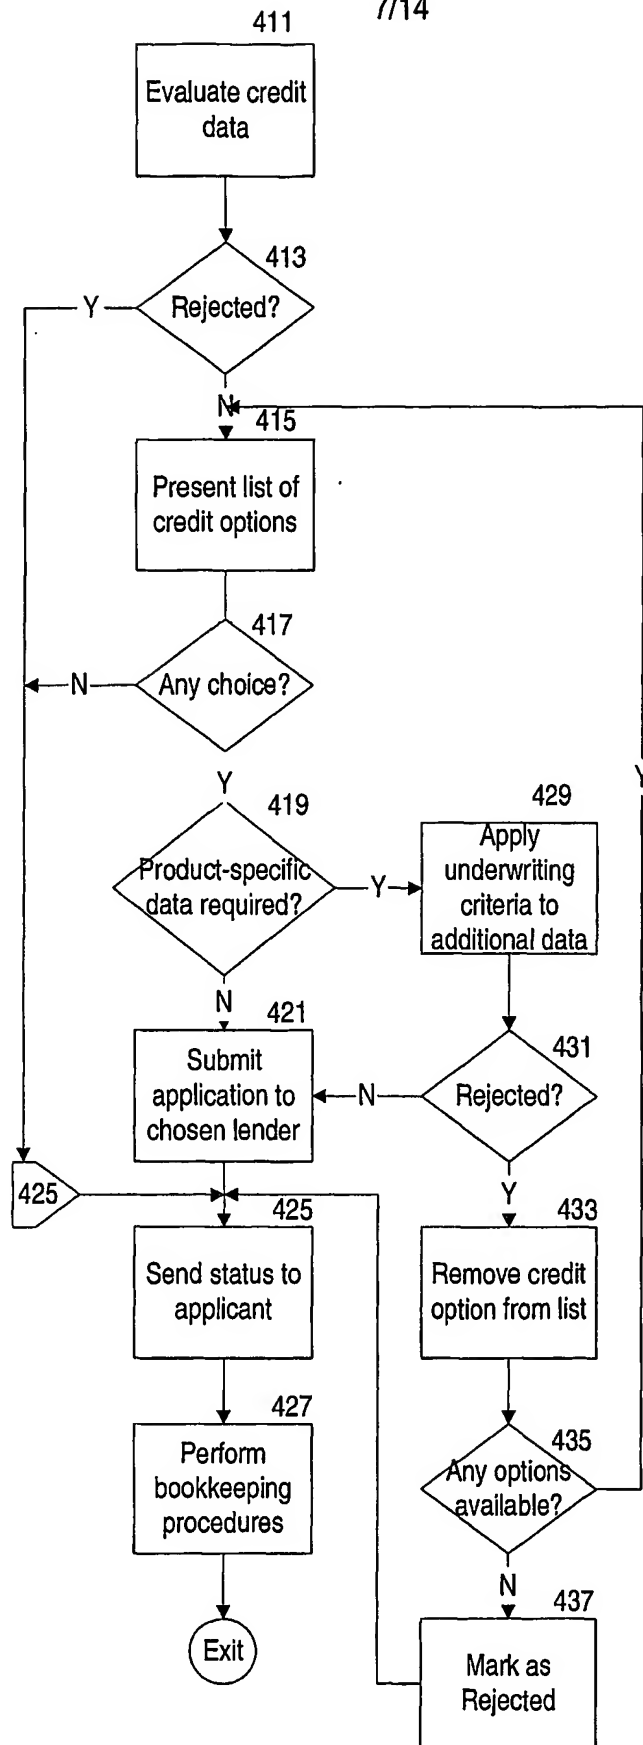 7/14
411
Evaluate credit
data
413
Y
Rejected?
N
415
Present list of
credit options
417
N
Any choice?
Y
419
Product-specific
data required?
Y
429
Apply
underwriting
criteria to
additional data
Y
N
421
Submit
application to
chosen lender
N
431
Rejected?
425
425
Send status to
applicant
Y
433
Remove credit
option from list
427
Perform
bookkeeping
procedures
435
Any options
available?
N
Exit
437
Mark as
Rejected